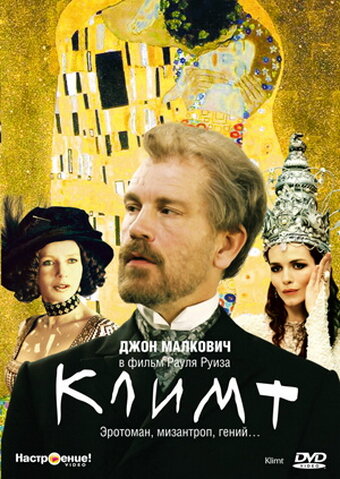 ДЖОН МАЛКОВИЧ
в фильм Рауля Руиза
Климт
Эротоман, мизантроп, гений...
Настроение!
VIDEO
Klimt
DVD
VIDEO